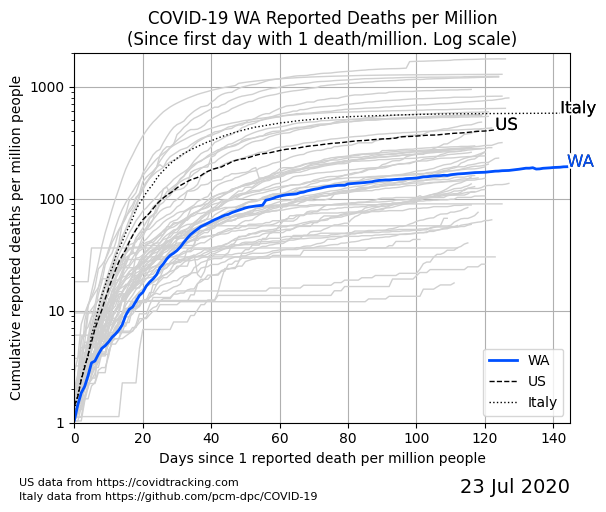 COVID-19 WA Reported Deaths per Million
(Since first day with 1 death/million. Log scale)
Cumulative reported deaths per million people
1000
100
10
1
Italy
US
WA
WA
US
Italy
0 20 40 60 80 100 120 140
Days since 1 reported death per million people
US data from https://covidtracking.com
Italy data from https://github.com/pcm-dpc/COVID-19
23 Jul 2020